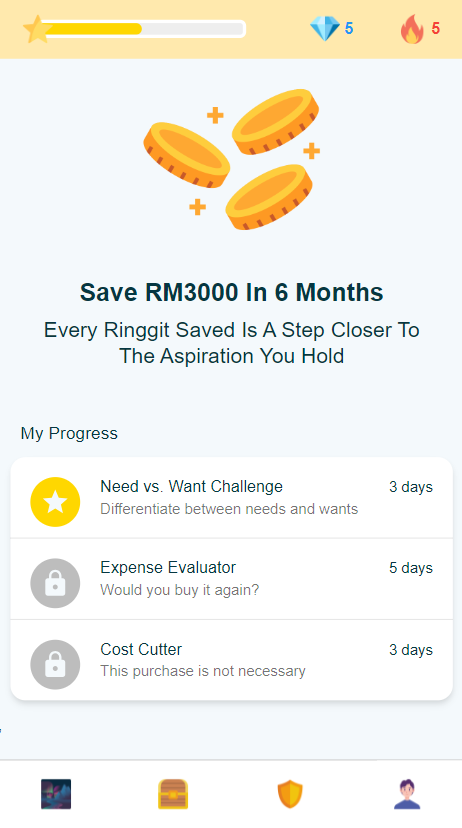 5 5
Save RM3000 In 6 Months
Every Ringgit Saved Is A Step Closer To
The Aspiration You Hold
My Progress
Need vs. Want Challenge 3 days
Differentiate between needs and wants
Expense Evaluator 5 days
Would you buy it again?
Cost Cutter 3 days
This purchase is not necessary